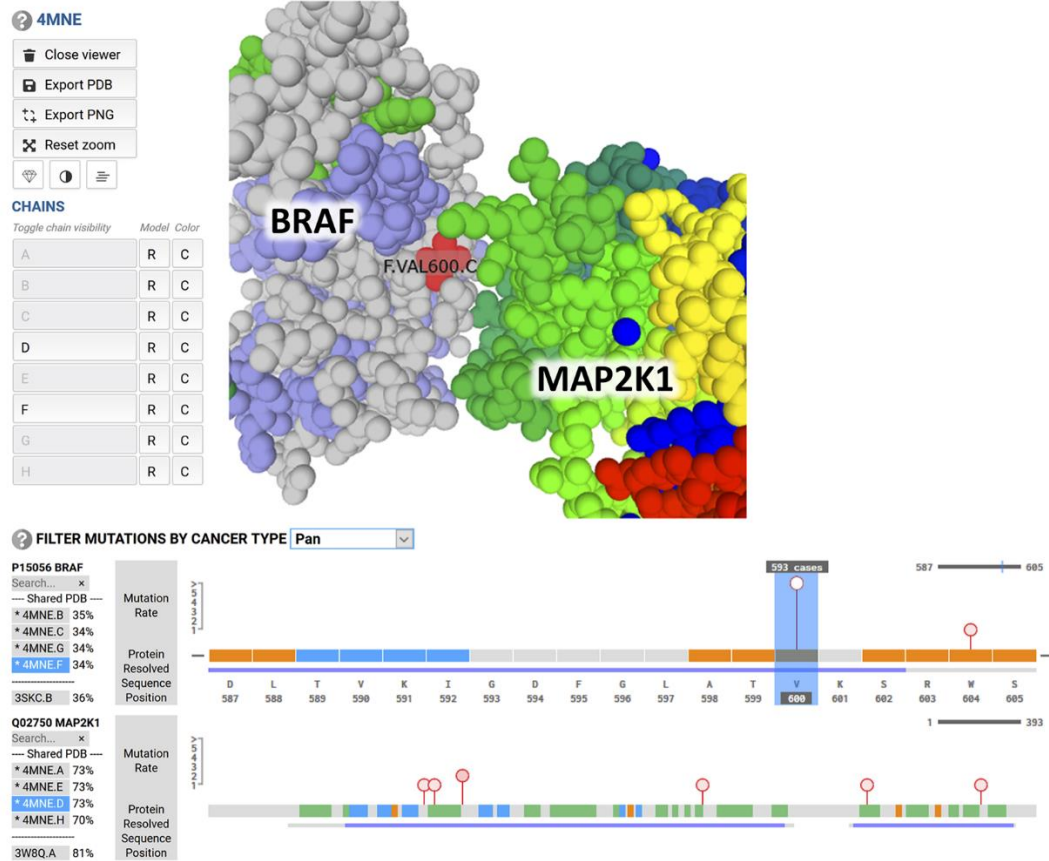 ? 4MNE
Close viewer
Export PDB
Export PNG
Reset zoom
CHAINS
Toggle chain visibility Model Color
A R C
B R C
C R C
D R C
E R C
F R C
G R C
H R C
BRAF
F.VAL600.C
MAP2K1
? FILTER MUTATIONS BY CANCER TYPE Pan
P15056 BRAF
Search... ×
---- Shared PDB ----
* 4MNE.B 35%
* 4MNE.C 34%
* 4MNE.G 34%
* 4MNE.F 34%
--------------------
3SKC.B 36%
Mutation
Rate
Protein
Resolved
Sequence
Position
>
5
4
3
2
1
593 cases
587 605
D L T V K I G D F G L A T V K S R W S
587 588 589 590 591 592 593 594 595 596 597 598 599 600 601 602 603 604 605
Q02750 MAP2K1
Search... ×
---- Shared PDB ----
* 4MNE.A 73%
* 4MNE.E 73%
* 4MNE.D 73%
* 4MNE.H 70%
--------------------
3W8Q.A 81%
Mutation
Rate
Protein
Resolved
Sequence
Position
>
5
4
3
2
1
1 393